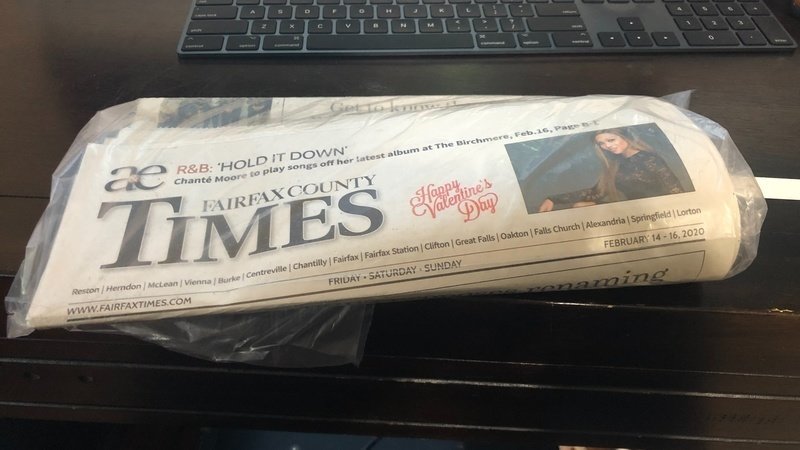 Get to know it
ae
R&B: 'HOLD IT DOWN'
Chanté Moore to play songs off her latest album at The Birchmere, Feb.16, Page B-1
FAIRFAX COUNTY
TIMES
Happy
Valentine's
Day
Reston | Herndon | McLean | Vienna | Burke | Centreville | Chantilly | Fairfax | Fairfax Station | Clifton | Great Falls | Oakton | Falls Church | Alexandria | Springfield | Lorton
WWW.FAIRFAXTIMES.COM
FRIDAY • SATURDAY • SUNDAY
FEBRUARY 14 - 16, 2020
renaming